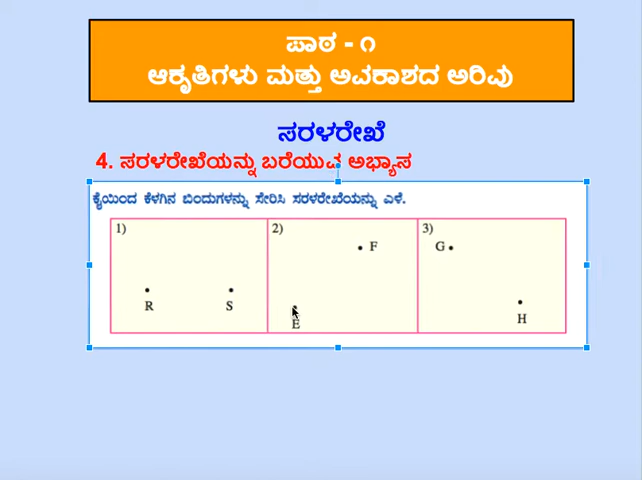 ಪಾಠ - ೧
ಆಕೃತಿಗಳು ಮತ್ತು ಅವಕಾಶದ ಅರಿವು
ಸರಳರೇಖೆ
4. ಸರಳರೇಖೆಯನ್ನು ಬರೆಯುವ ಅಭ್ಯಾಸ
ಕೈಯಿಂದ ಕೆಳಗಿನ ಬಿಂದುಗಳನ್ನು ಸೇರಿಸಿ ಸರಳರೇಖೆಯನ್ನು ಎಳೆ.
1)
R S
2)
F
E
3)
G
H